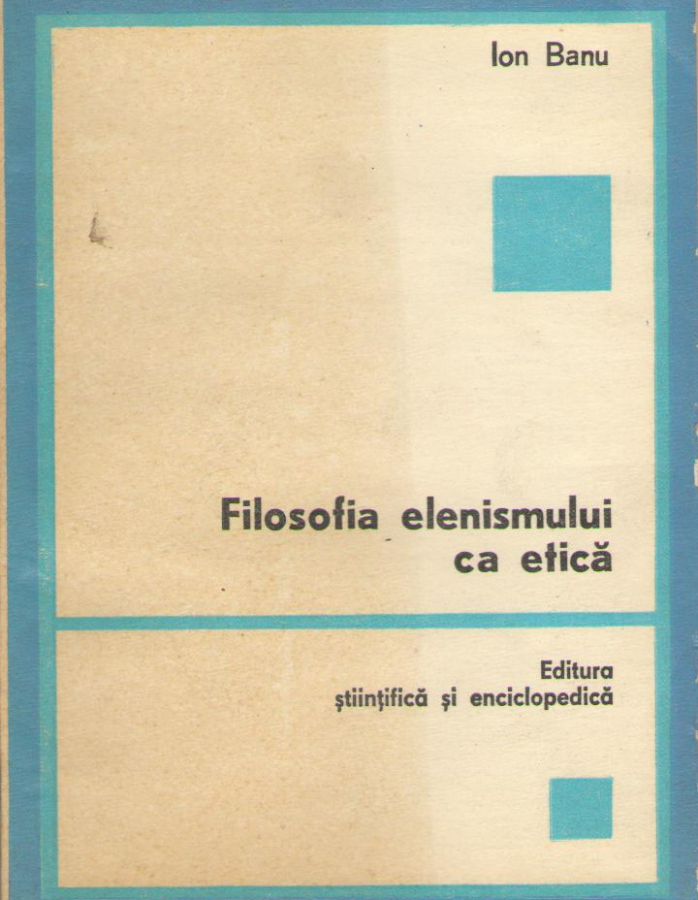 Ion Banu
Filosofia elenismului
ca etică
Editura
științifică și enciclopedică